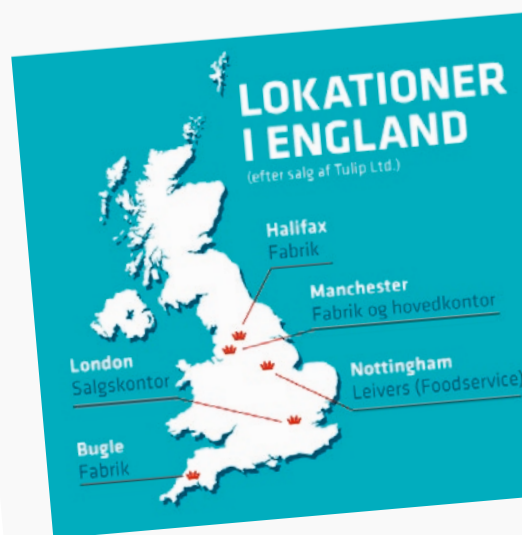 LOKATIONER
I ENGLAND
(efter salg af Tulip Ltd.)
Halifax
Fabrik
Manchester
Fabrik og hovedkontor
London
Salgskontor
Nottingham
Leivers (Foodservice)
Bugle
Fabrik